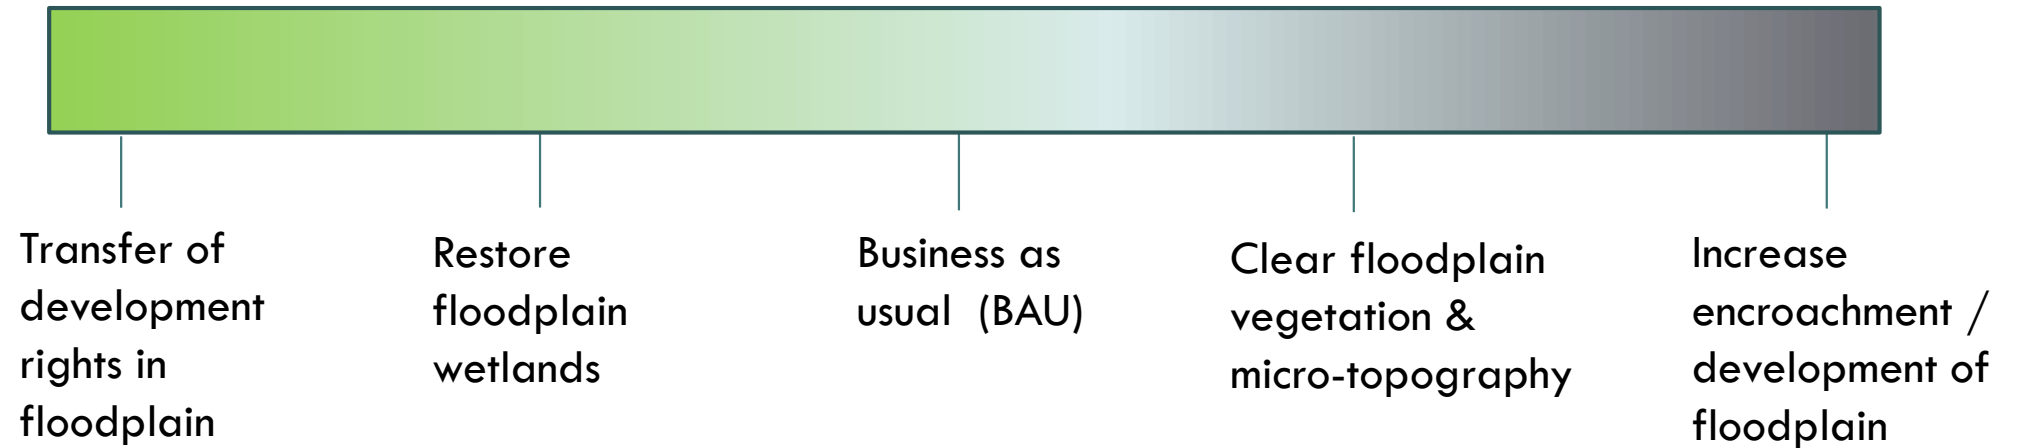 Transfer of
development
rights in
floodplain
Restore
floodplain
wetlands
Business as
usual (BAU)
Clear floodplain
vegetation &
micro-topography
Increase
encroachment /
development of
floodplain